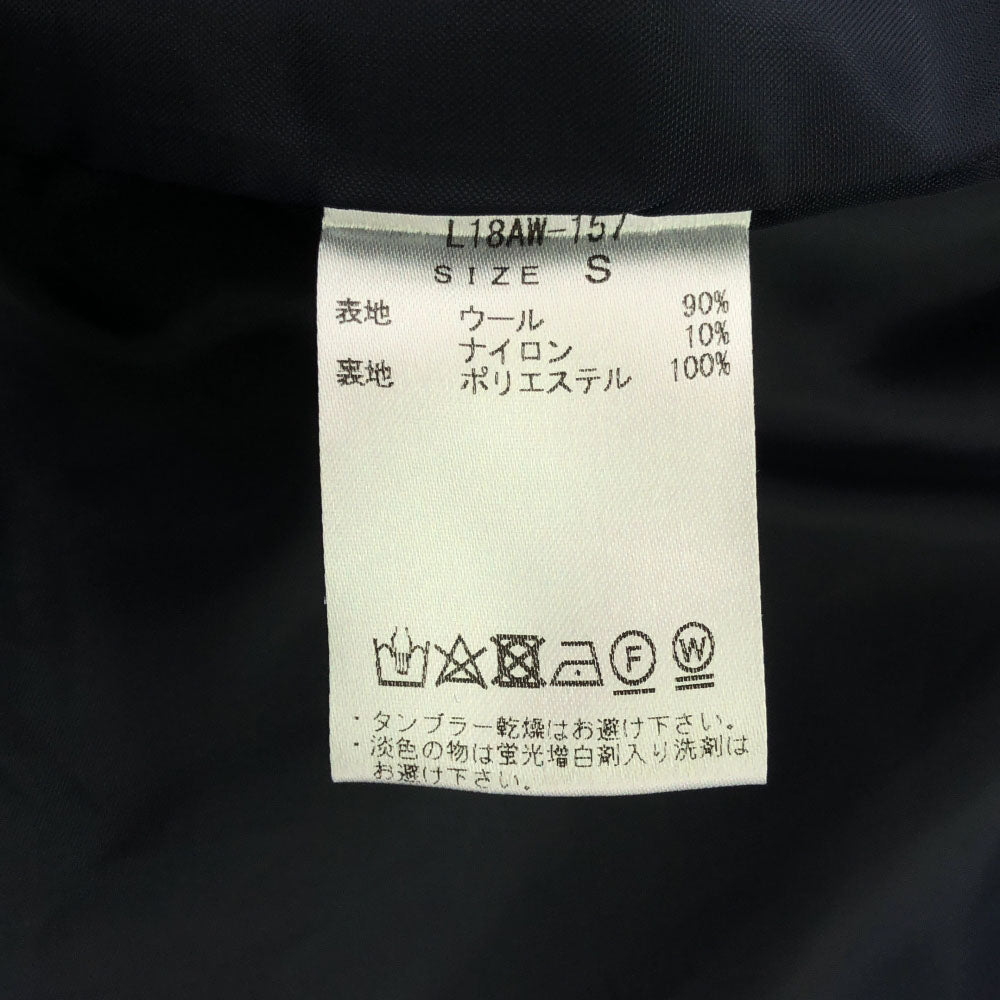 L18AW-157
SIZE S
表地 ウール 90%
ナイロン 10%
裏地 ポリエステル 100%
F W
・タンブラー乾燥はお避け下さい。
・淡色の物は蛍光増白剤入り洗剤は
お避け下さい。